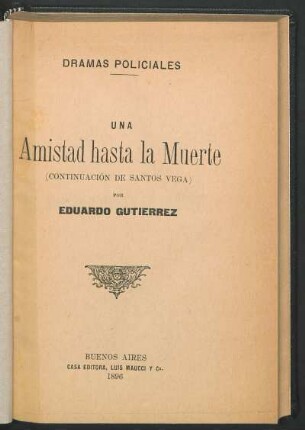 DRAMAS POLICIALES
UNA
Amistad hasta la Muerte
(CONTINUACIÓN DE SANTOS VEGA)
POR
EDUARDO GUTIERREZ
BUENOS AIRES
CASA EDITORA, LUIS MAUCCI Y Cª.
1896